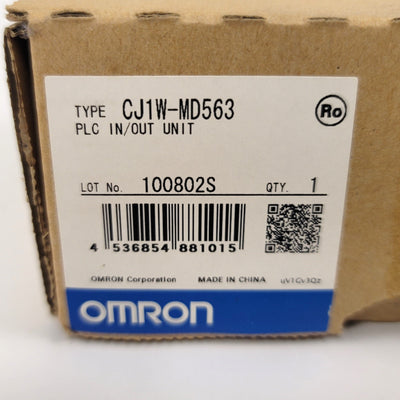 TYPE CJ1W-MD563
Ro
PLC IN/OUT UNIT
LOT No. 100802S QTY. 1
4 536854 881015
OMRON Corporation MADE IN CHINA uV1Gv3Qz
OMRON